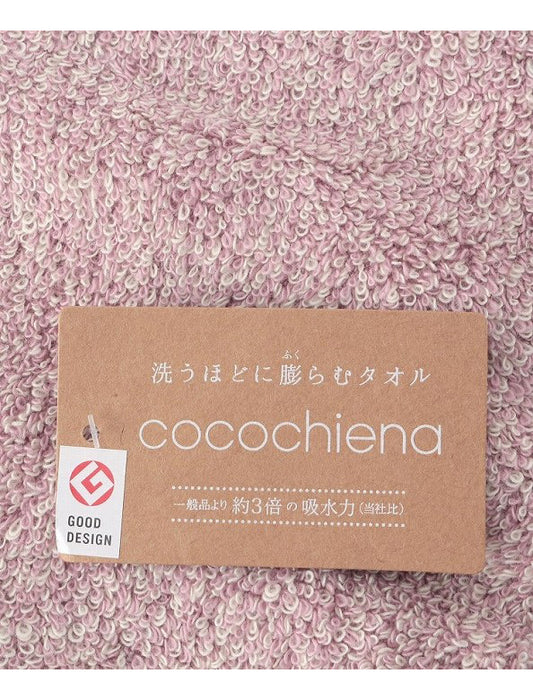 洗うほどに膨らむタオル
ふく
cocochiena
一般品より 約3倍の吸水力(当社比)
G
GOOD
DESIGN